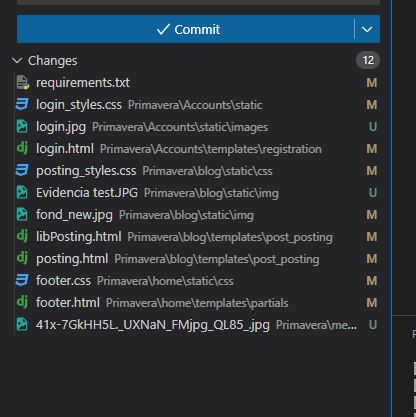 Commit
Changes 12
requirements.txt M
login_styles.css Primavera\Accounts\static M
login.jpg Primavera\Accounts\static\images U
login.html Primavera\Accounts\templates\registration M
posting_styles.css Primavera\blog\static\css M
Evidencia test.JPG Primavera\blog\static\img U
fond_new.jpg Primavera\blog\static\img M
libPosting.html Primavera\blog\templates\post_posting M
posting.html Primavera\blog\templates\post_posting M
footer.css Primavera\home\static\css M
footer.html Primavera\home\templates\partials M
41x-7GkHH5L._UXNaN_FMjpg_QL85_.jpg Primavera\me... U